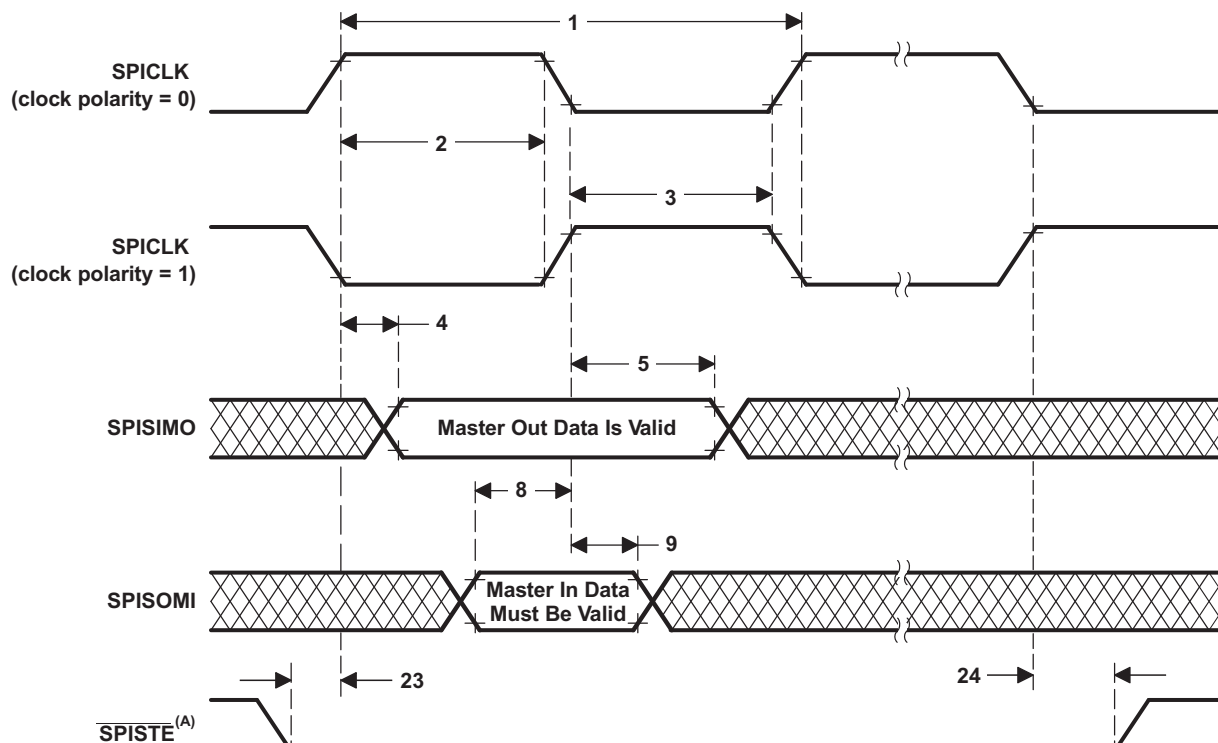 1
SPICLK
(clock polarity = 0)
2
3
SPICLK
(clock polarity = 1)
4
5
SPISIMO
Master Out Data Is Valid
8
9
SPISOMI
Master In Data
Must Be Valid
23
24
SPISTE(A)